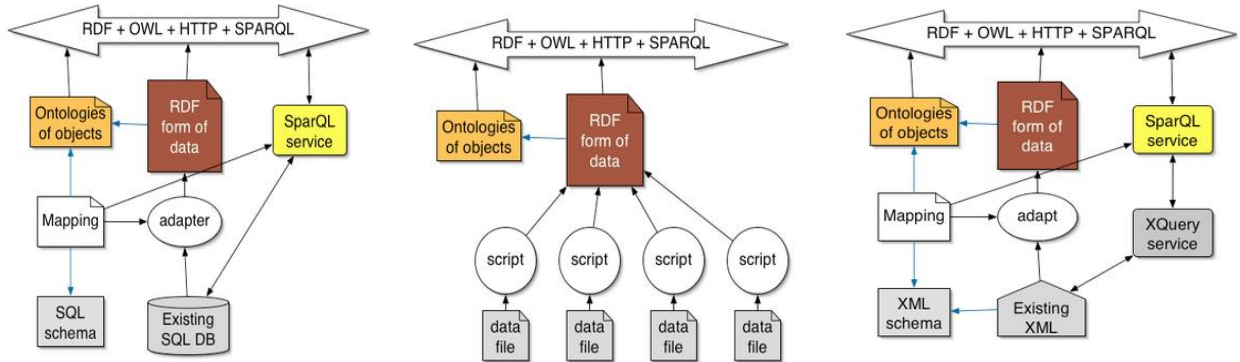 RDF + OWL + HTTP + SPARQL
Ontologies
of objects
RDF
form of
data
SparQL
service
Mapping
adapter
SQL
schema
Existing
SQL DB
RDF + OWL + HTTP + SPARQL
Ontologies
of objects
RDF
form of
data
script
script
script
script
data
file
data
file
data
file
data
file
RDF + OWL + HTTP + SPARQL
Ontologies
of objects
RDF
form of
data
SparQL
service
Mapping
adapt
XQuery
service
XML
schema
Existing
XML